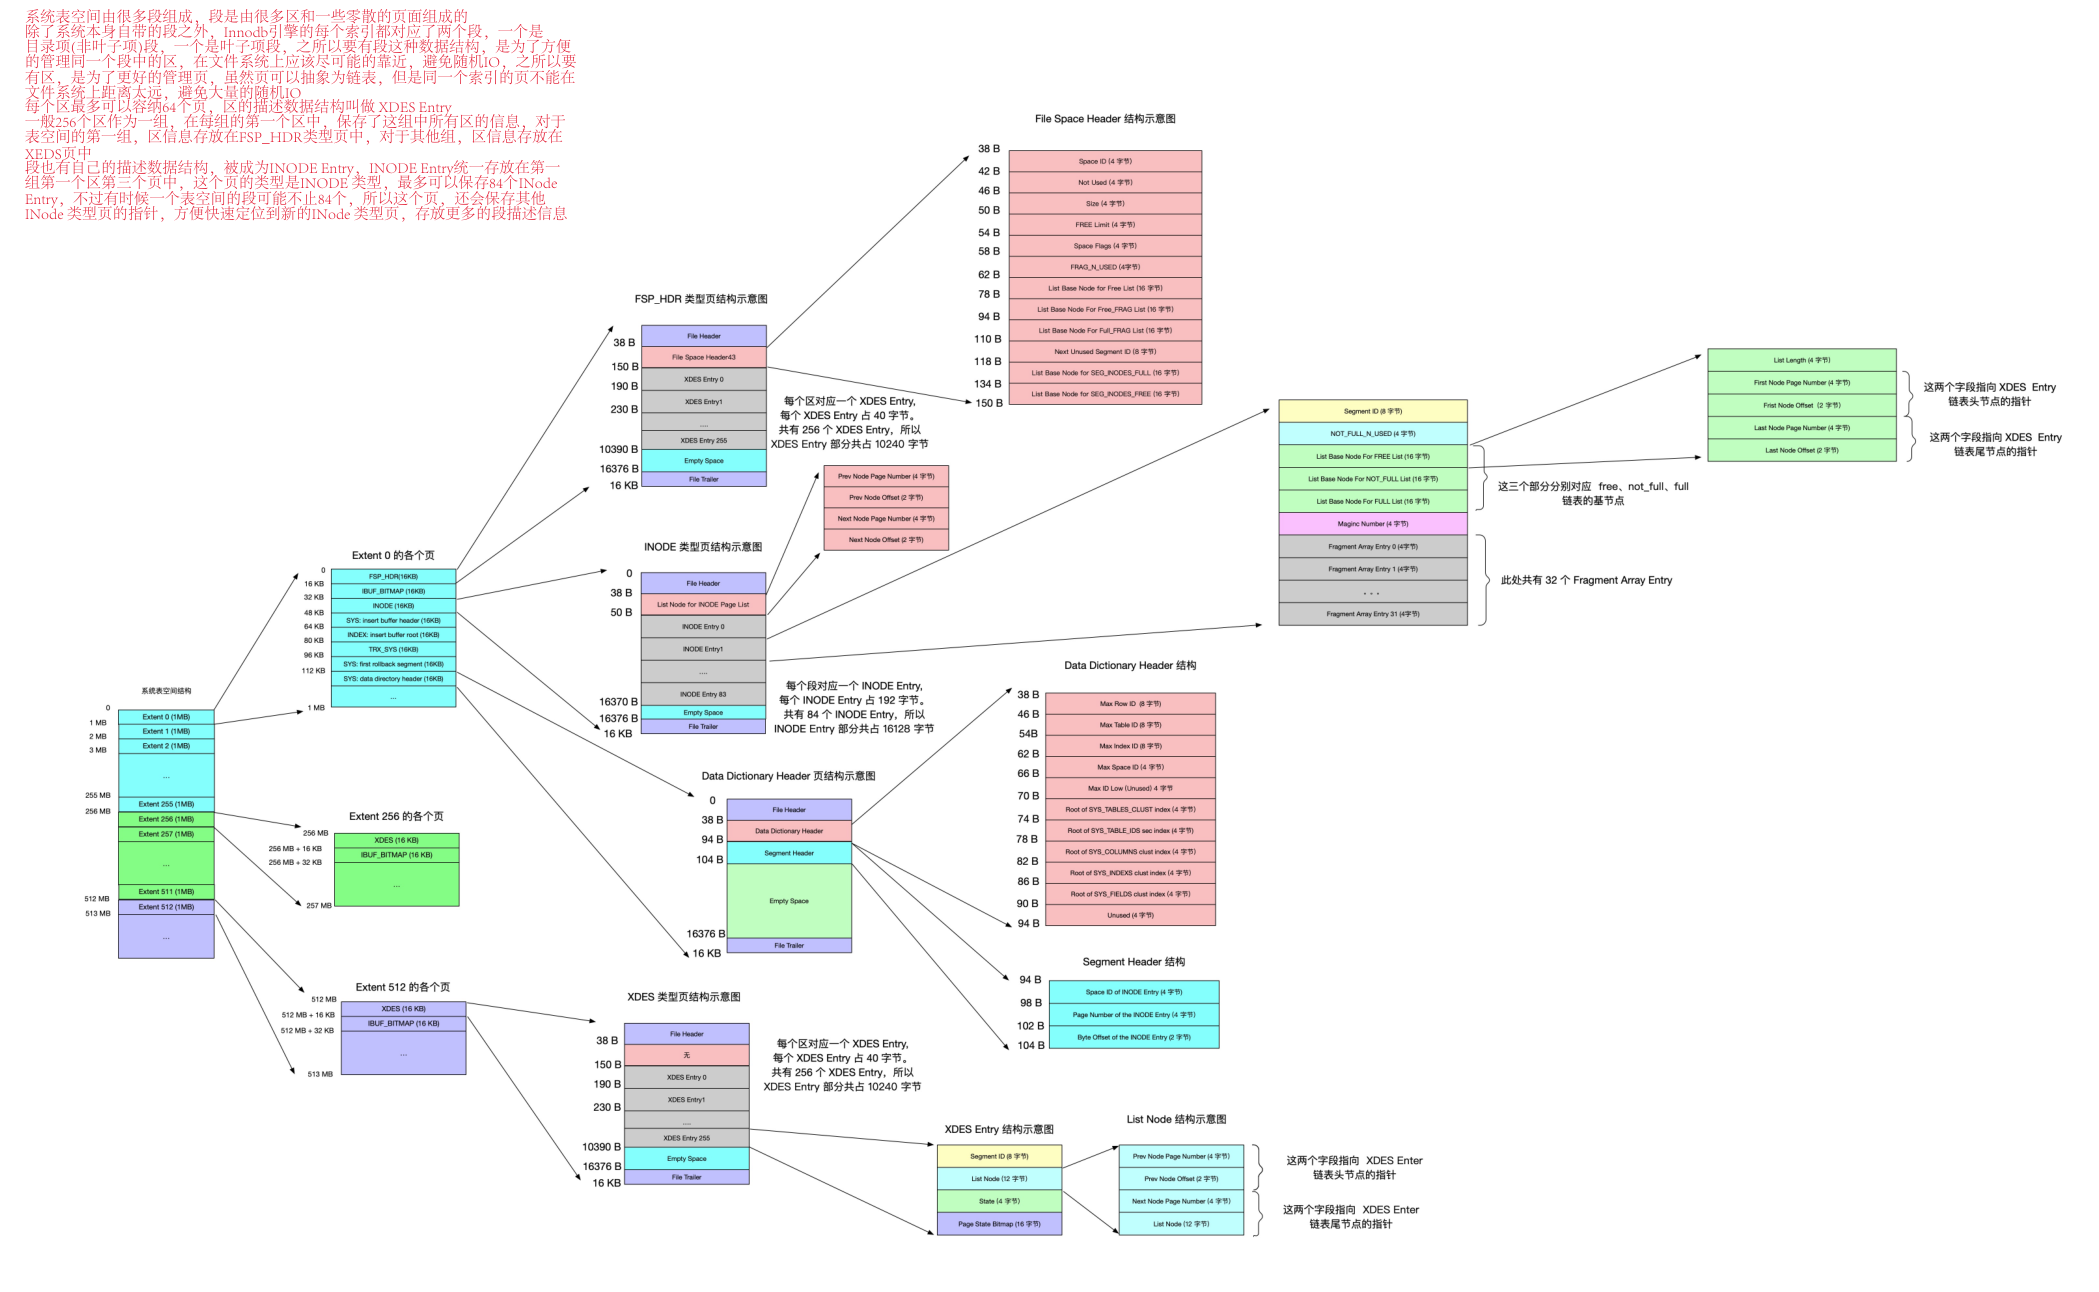 系统表空间由很多段组成，段是由很多区和一些零散的页面组成的
除了系统本身自带的段之外，Innodb引擎的每个索引都对应了两个段，一个是
目录项(非叶子项)段，一个是叶子项段，之所以要有段这种数据结构，是为了方便
的管理同一个段中的区，在文件系统上应该尽可能的靠近，避免随机IO，之所以要
有区，是为了更好的管理页，虽然页可以抽象为链表，但是同一个索引的页不能在
文件系统上距离太远，避免大量的随机IO
每个区最多可以容纳64个页，区的描述数据结构叫做 XDES Entry
一般256个区作为一组，在每组的第一个区中，保存了这组中所有区的信息，对于
表空间的第一组，区信息存放在FSP_HDR类型页中，对于其他组，区信息存放在
XEDS页中
段也有自己的描述数据结构，被成为INODE Entry，INODE Entry统一存放在第一
组第一个区第三个页中，这个页的类型是INODE 类型，最多可以保存84个INode
Entry，不过有时候一个表空间的段可能不止84个，所以这个页，还会保存其他
INode 类型页的指针，方便快速定位到新的INode 类型页，存放更多的段描述信息
系统表空间结构
0
1 MB
2 MB
3 MB
255 MB
256 MB
512 MB
513 MB
Extent 0 (1MB)
Extent 1 (1MB)
Extent 2 (1MB)
...
Extent 255 (1MB)
Extent 256 (1MB)
Extent 257 (1MB)
...
Extent 511 (1MB)
Extent 512 (1MB)
...
Extent 0 的各个页
0
16 KB
32 KB
48 KB
64 KB
80 KB
96 KB
112 KB
1 MB
FSP_HDR(16KB)
IBUF_BITMAP (16KB)
INODE (16KB)
SYS: insert buffer header (16KB)
INDEX: insert buffer root (16KB)
TRX_SYS (16KB)
SYS: first rollback segment (16KB)
SYS: data directory header (16KB)
...
Extent 256 的各个页
256 MB
256 MB + 16 KB
256 MB + 32 KB
257 MB
XDES (16 KB)
IBUF_BITMAP (16 KB)
...
Extent 512 的各个页
512 MB
512 MB + 16 KB
512 MB + 32 KB
513 MB
XDES (16 KB)
IBUF_BITMAP (16 KB)
...
FSP_HDR 类型页结构示意图
38 B
150 B
190 B
230 B
10390 B
16376 B
16 KB
File Header
File Space Header43
XDES Entry 0
XDES Entry1
....
XDES Entry 255
Empty Space
File Trailer
每个区对应一个 XDES Entry,
每个 XDES Entry 占 40 字节。
共有 256 个 XDES Entry，所以
XDES Entry 部分共占 10240 字节
File Space Header 结构示意图
38 B
42 B
46 B
50 B
54 B
58 B
62 B
78 B
94 B
110 B
118 B
134 B
150 B
Space ID (4 字节)
Not Used (4 字节)
Size (4 字节)
FREE Limit (4 字节)
Space Flags (4 字节)
FRAG_N_USED (4字节)
List Base Node for Free List (16 字节)
List Base Node For Free_FRAG List (16 字节)
List Base Node For Full_FRAG List (16 字节)
Next Unused Segment ID (8 字节)
List Base Node for SEG_INODES_FULL (16 字节)
List Base Node for SEG_INODES_FREE (16 字节)
INODE 类型页结构示意图
0
38 B
50 B
16370 B
16376 B
16 KB
File Header
List Node for INODE Page List
INODE Entry 0
INODE Entry1
....
INODE Entry 83
Empty Space
File Trailer
Prev Node Page Number (4 字节)
Prev Node Offset (2 字节)
Next Node Page Number (4 字节)
Next Node Offset (2 字节)
每个段对应一个 INODE Entry,
每个 INODE Entry 占 192 字节。
共有 84 个 INODE Entry，所以
INODE Entry 部分共占 16128 字节
Segment ID (8 字节)
NOT_FULL_N_USED (4 字节)
List Base Node For FREE List (16 字节)
List Base Node For NOT_FULL List (16 字节)
List Base Node For FULL List (16 字节)
Maginc Number (4 字节)
Fragment Array Entry 0 (4字节)
Fragment Array Entry 1 (4字节)
• • •
Fragment Array Entry 31 (4字节)
这三个部分分别对应 free、not_full、full
链表的基节点
此处共有 32 个 Fragment Array Entry
List Length (4 字节)
First Node Page Number (4 字节)
Frist Node Offset （2 字节)
Last Node Page Number (4 字节)
Last Node Offset (2 字节)
这两个字段指向 XDES Entry
链表头节点的指针
这两个字段指向 XDES Entry
链表尾节点的指针
Data Dictionary Header 页结构示意图
0
38 B
94 B
104 B
16376 B
16 KB
File Header
Data Dictionary Header
Segment Header
Empty Space
File Trailer
Data Dictionary Header 结构
38 B
46 B
54B
62 B
66 B
70 B
74 B
78 B
82 B
86 B
90 B
94 B
Max Row ID （8 字节)
Max Table ID (8 字节)
Max Index ID (8 字节)
Max Space ID (4 字节)
Max ID Low (Unused) 4 字节
Root of SYS_TABLES_CLUST index (4 字节)
Root of SYS_TABLE_IDS sec index (4 字节)
Root of SYS_COLUMNS clust index (4 字节)
Root of SYS_INDEXS clust index (4 字节)
Root of SYS_FIELDS clust index (4 字节)
Unused (4 字节)
Segment Header 结构
94 B
98 B
102 B
104 B
Space ID of INODE Entry (4 字节)
Page Number of the INODE Entry (4 字节)
Byte Offset of the INODE Entry (2 字节)
XDES 类型页结构示意图
38 B
150 B
190 B
230 B
10390 B
16376 B
16 KB
File Header
无
XDES Entry 0
XDES Entry1
....
XDES Entry 255
Empty Space
File Trailer
每个区对应一个 XDES Entry,
每个 XDES Entry 占 40 字节。
共有 256 个 XDES Entry，所以
XDES Entry 部分共占 10240 字节
XDES Entry 结构示意图
Segment ID (8 字节)
List Node (12 字节)
State (4 字节)
Page State Bitmap (16 字节)
List Node 结构示意图
Prev Node Page Number (4 字节)
Prev Node Offset (2 字节)
Next Node Page Number (4 字节)
List Node (12 字节)
这两个字段指向 XDES Enter
链表头节点的指针
这两个字段指向 XDES Enter
链表尾节点的指针